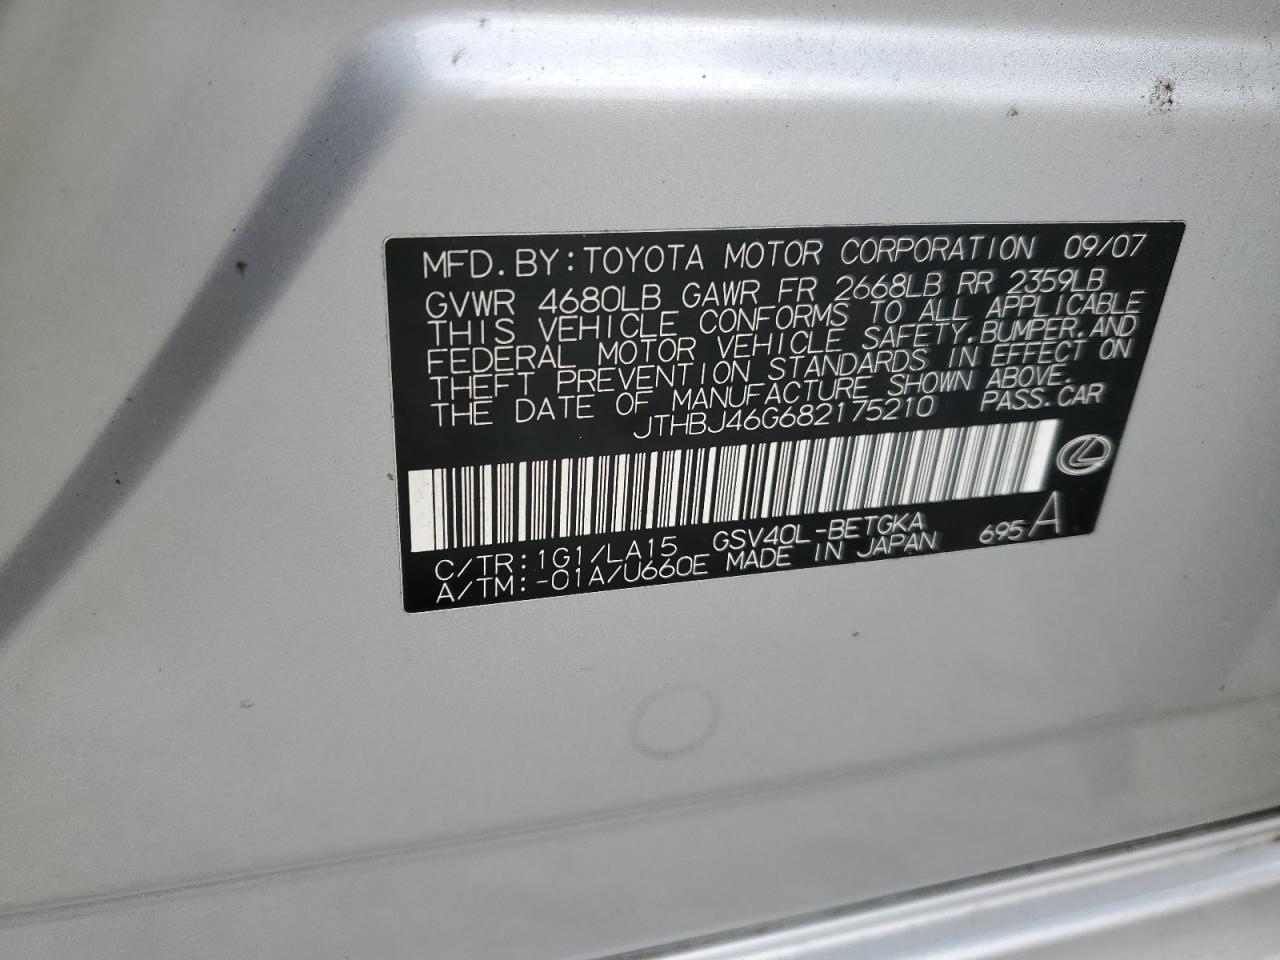 MFD. BY: TOYOTA MOTOR CORPORATION 09/07
GVWR 4680LB GAWR FR 2668LB RR 2359LB
THIS VEHICLE CONFORMS TO ALL APPLICABLE
FEDERAL MOTOR VEHICLE SAFETY, BUMPER, AND
THEFT PREVENTION STANDARDS IN EFFECT ON
THE DATE OF MANUFACTURE SHOWN ABOVE.
JTHBJ46G682175210 PASS. CAR
C/TR: 1G1/LA15 GSV40L-BETGKA 695 A
A/TM: -01A/U660E MADE IN JAPAN